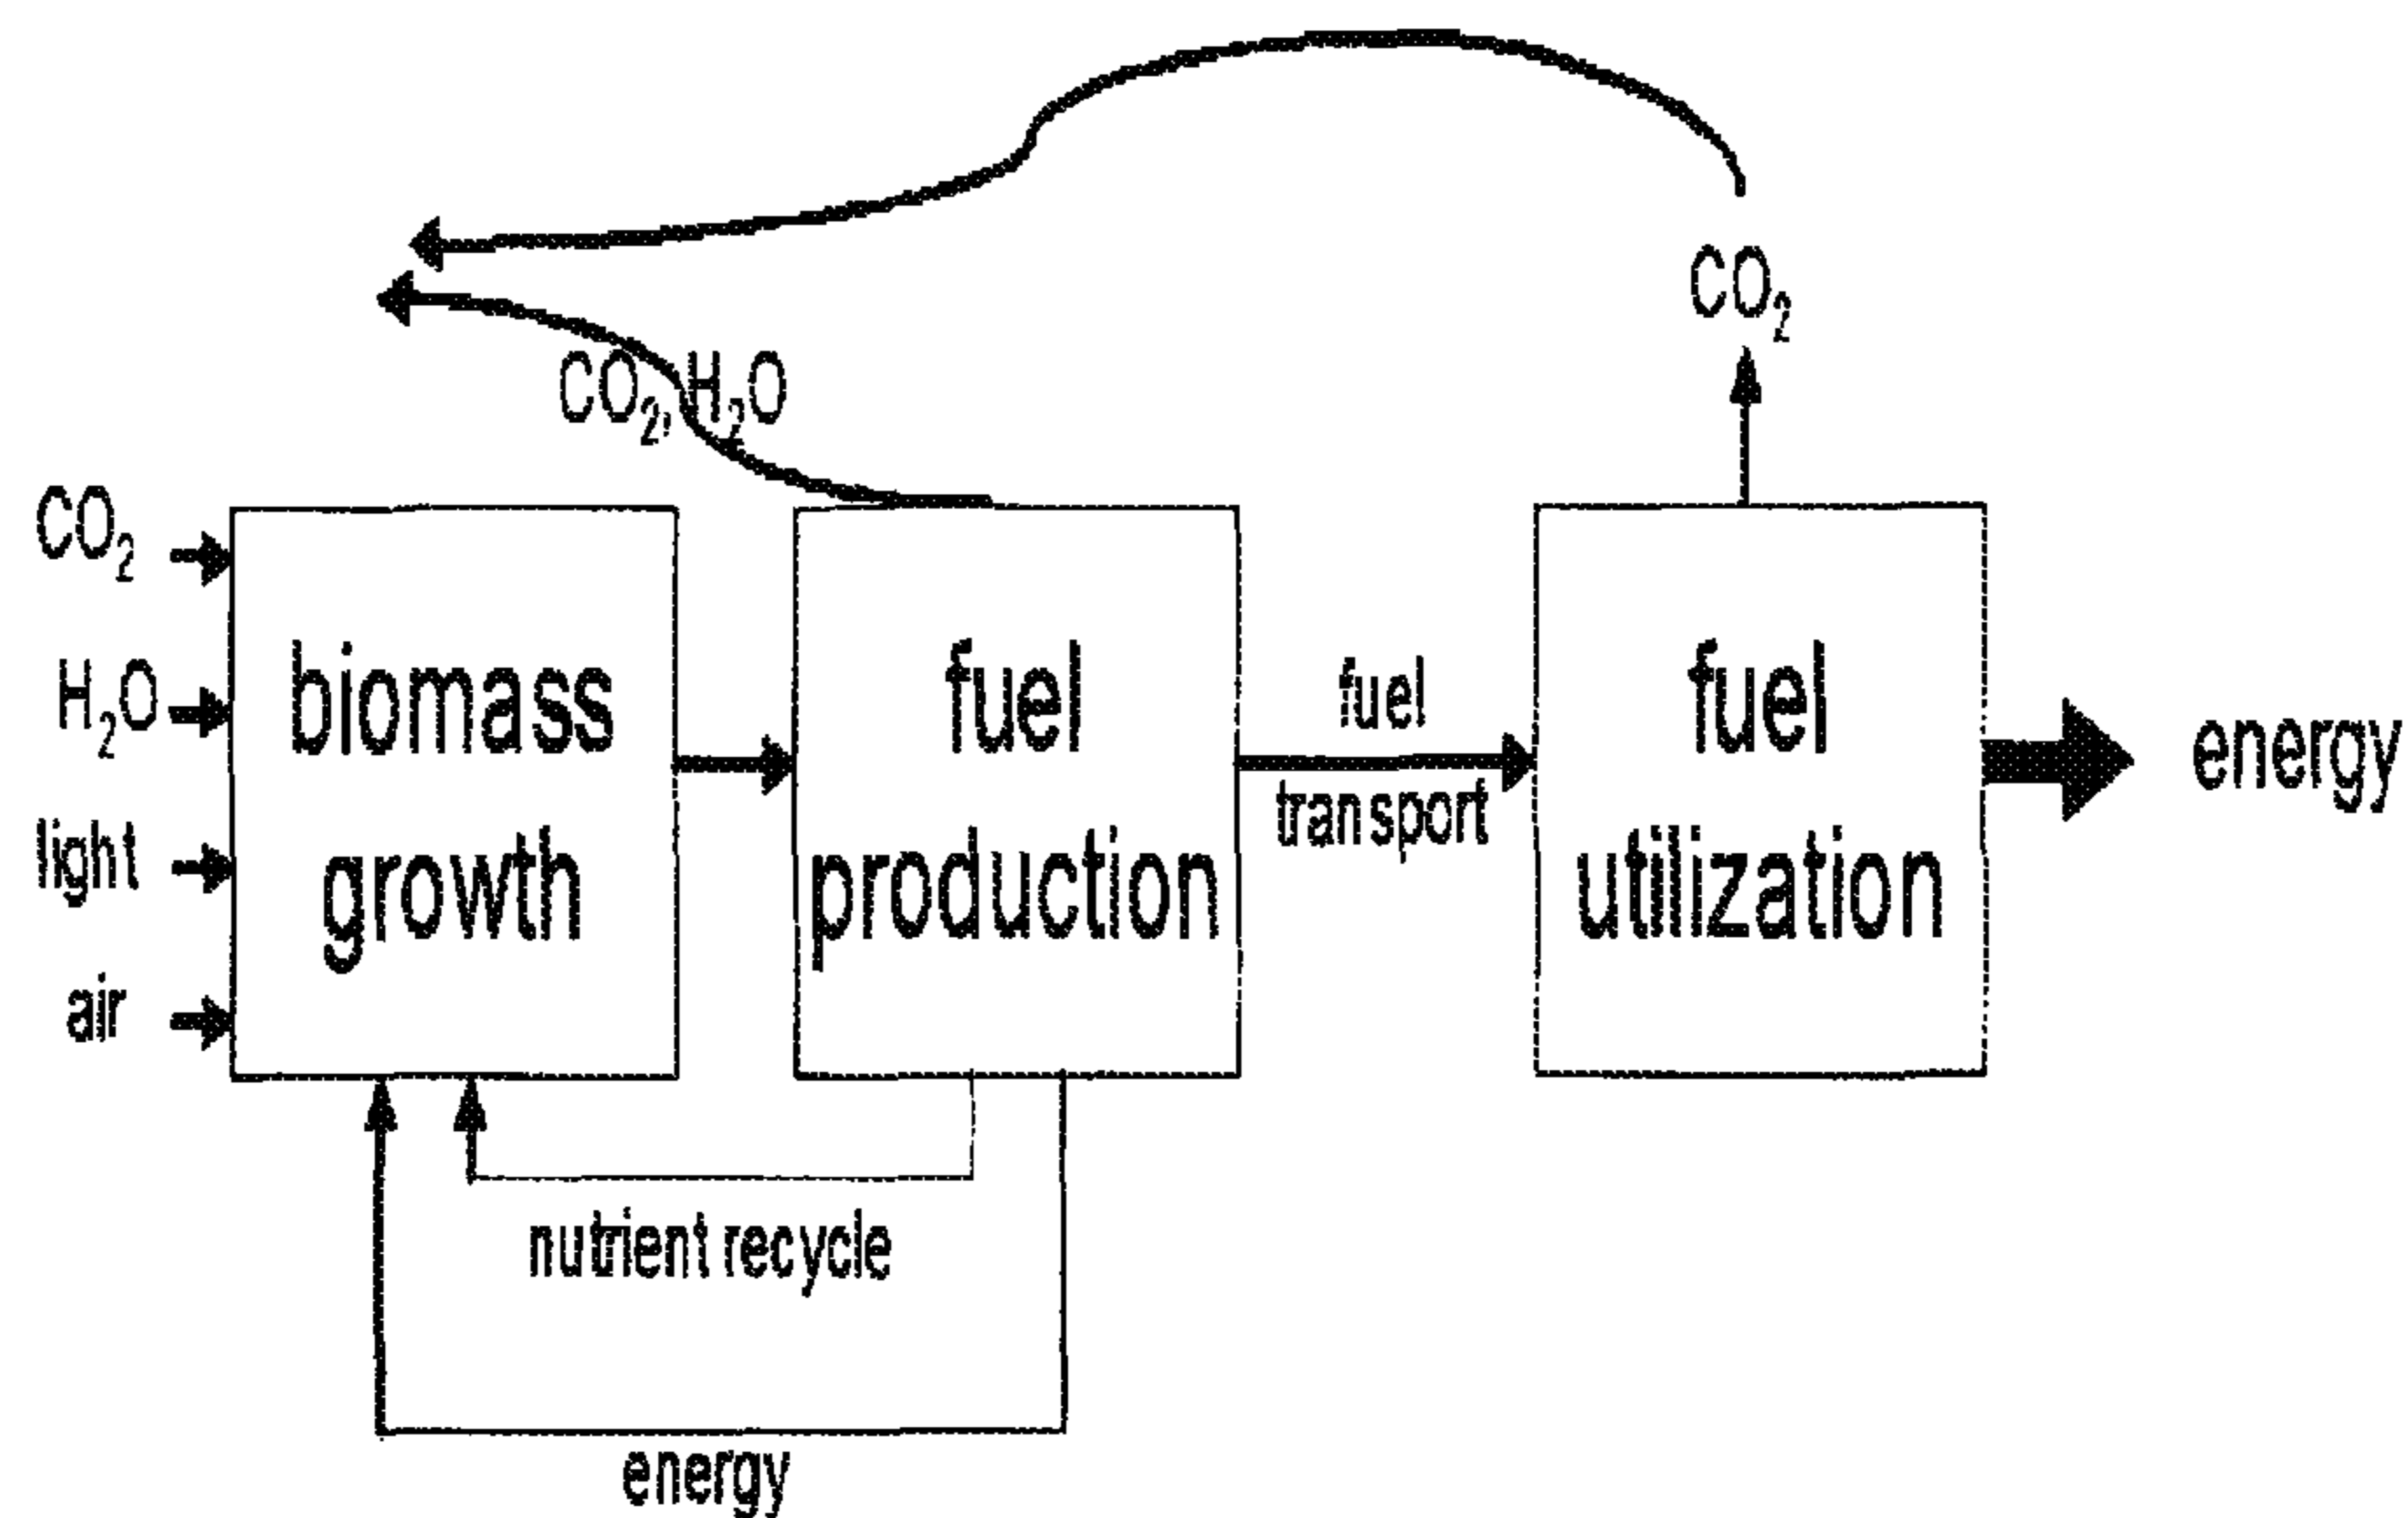 CO₂
CO₂, H₂O
CO₂
H₂O
light
air
biomass
growth
fuel
production
fuel
transport
fuel
utilization
energy
nutrient recycle
energy